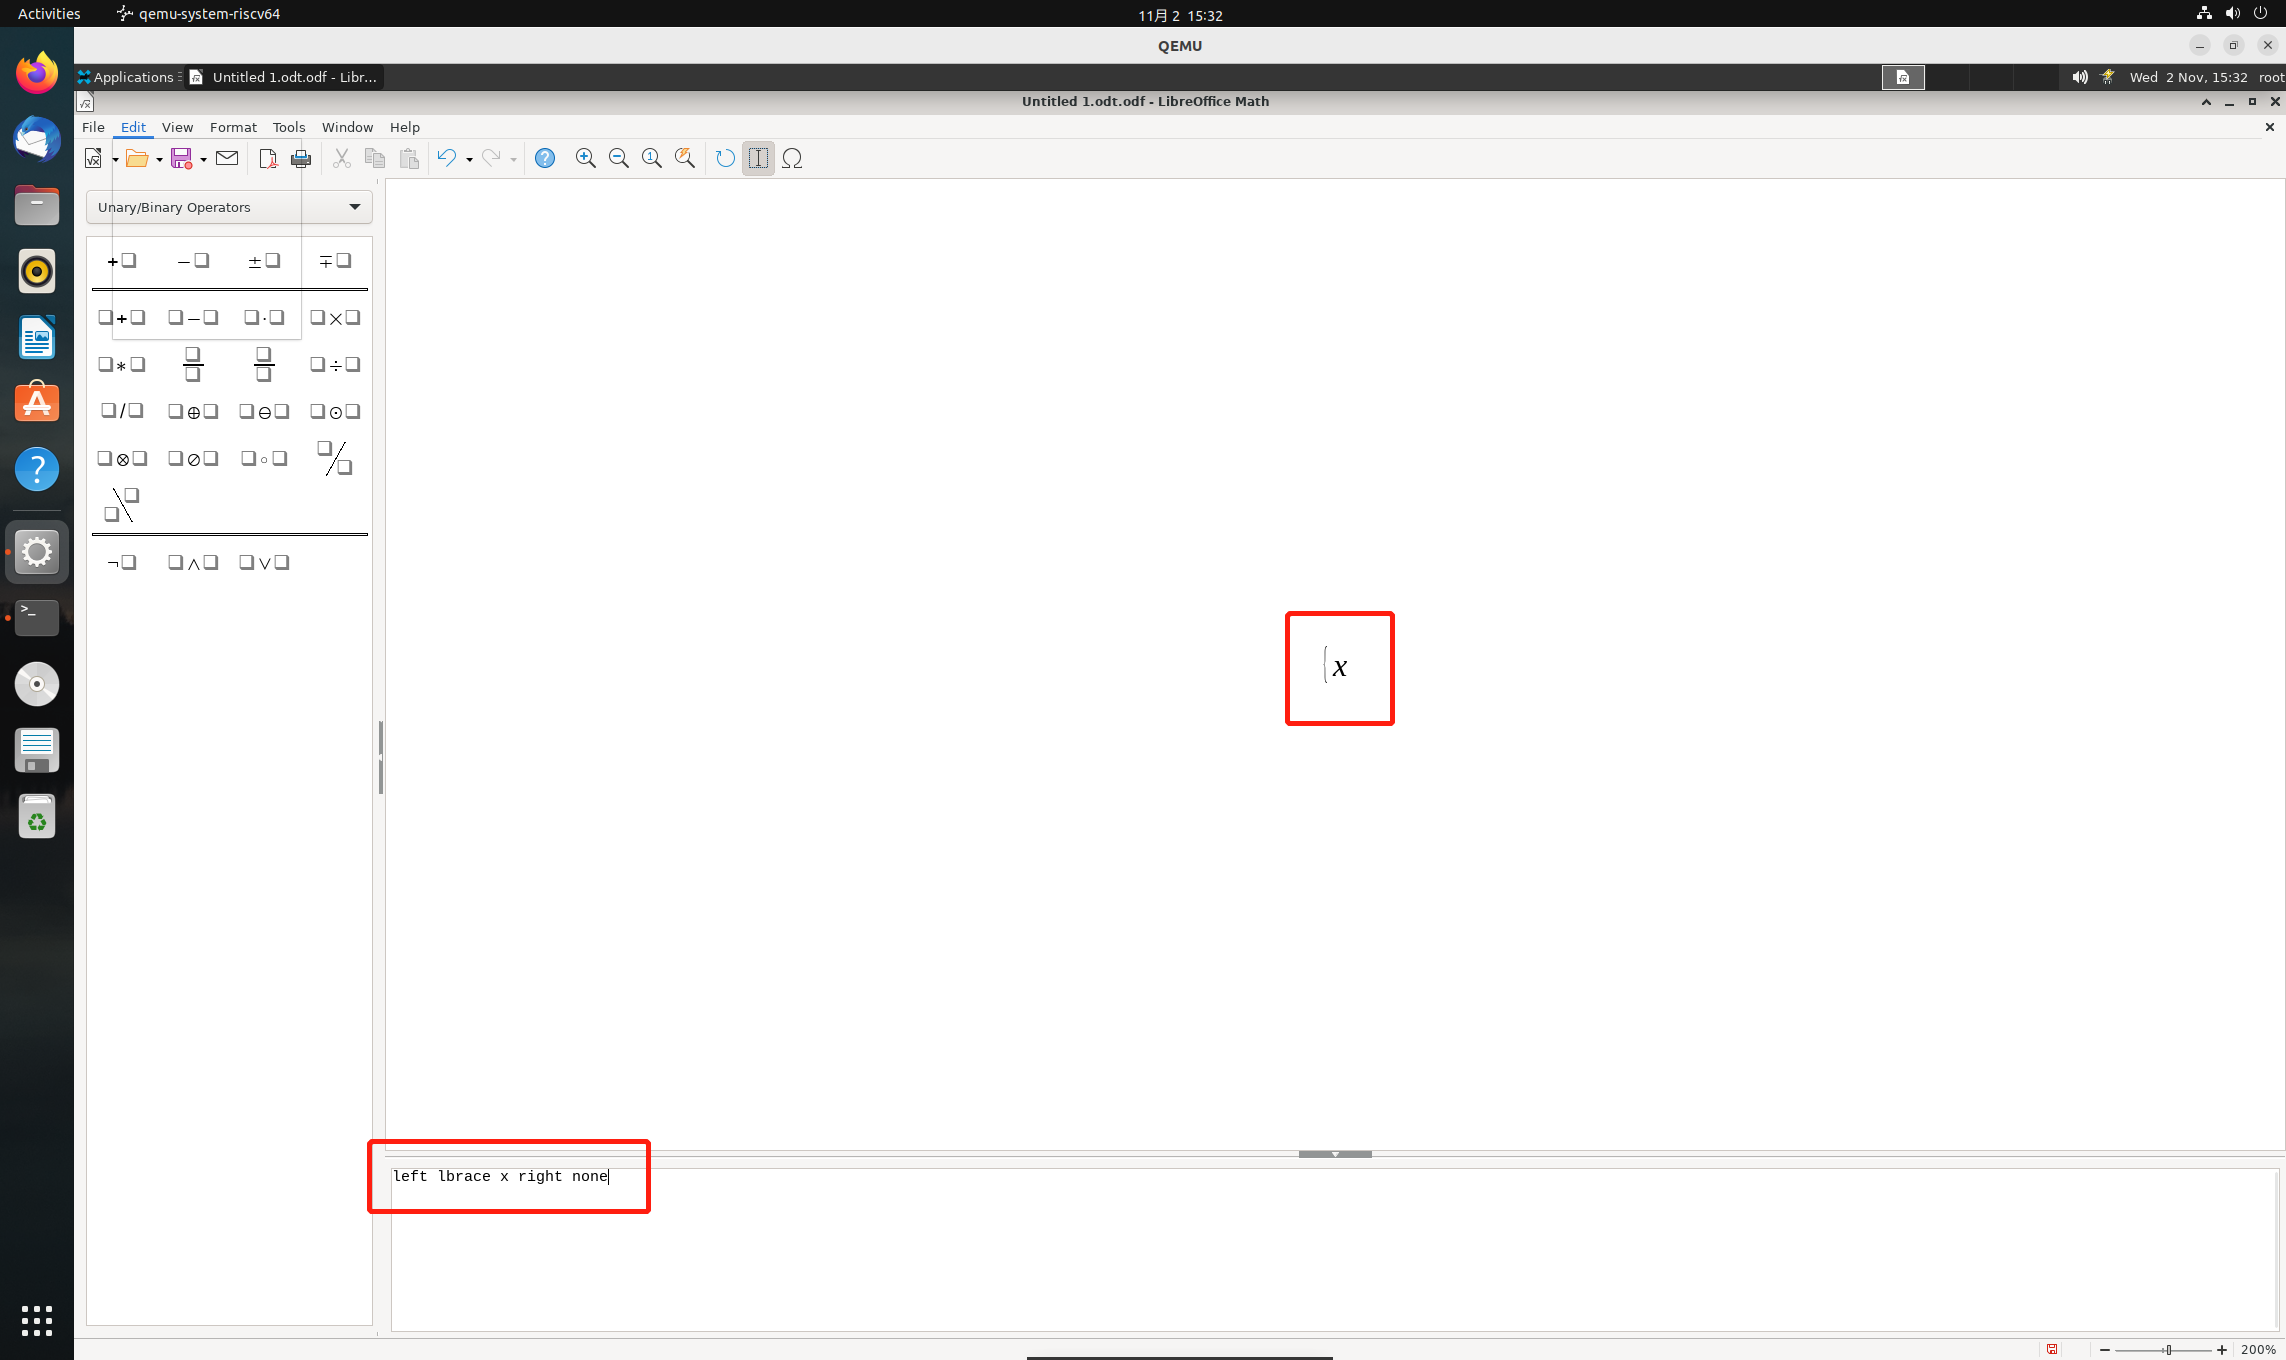 Activities
qemu-system-riscv64
11月 2 15:32
QEMU
Applications
Untitled 1.odt.odf - Libr...
Wed 2 Nov, 15:32
root
Untitled 1.odt.odf - LibreOffice Math
File Edit View Format Tools Window Help
Unary/Binary Operators
+❏ −❏ ±❏ ∓❏
❏+❏ ❏−❏ ❏·❏ ❏×❏
❏∗❏ ❏/❏ ❏÷❏
❏/❏ ❏⊕❏ ❏⊖❏ ❏⊙❏
❏⊗❏ ❏⊘❏ ❏∘❏
¬❏ ❏∧❏ ❏∨❏
{x
left lbrace x right none
200%